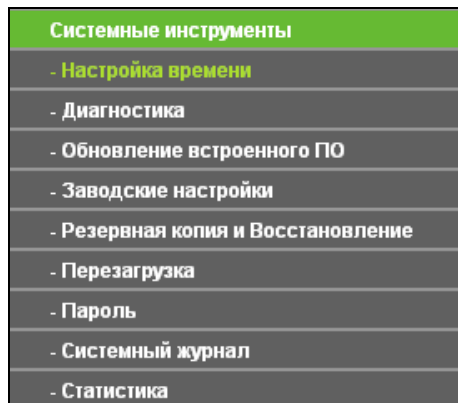 Системные инструменты
- Настройка времени
- Диагностика
- Обновление встроенного ПО
- Заводские настройки
- Резервная копия и Восстановление
- Перезагрузка
- Пароль
- Системный журнал
- Статистика